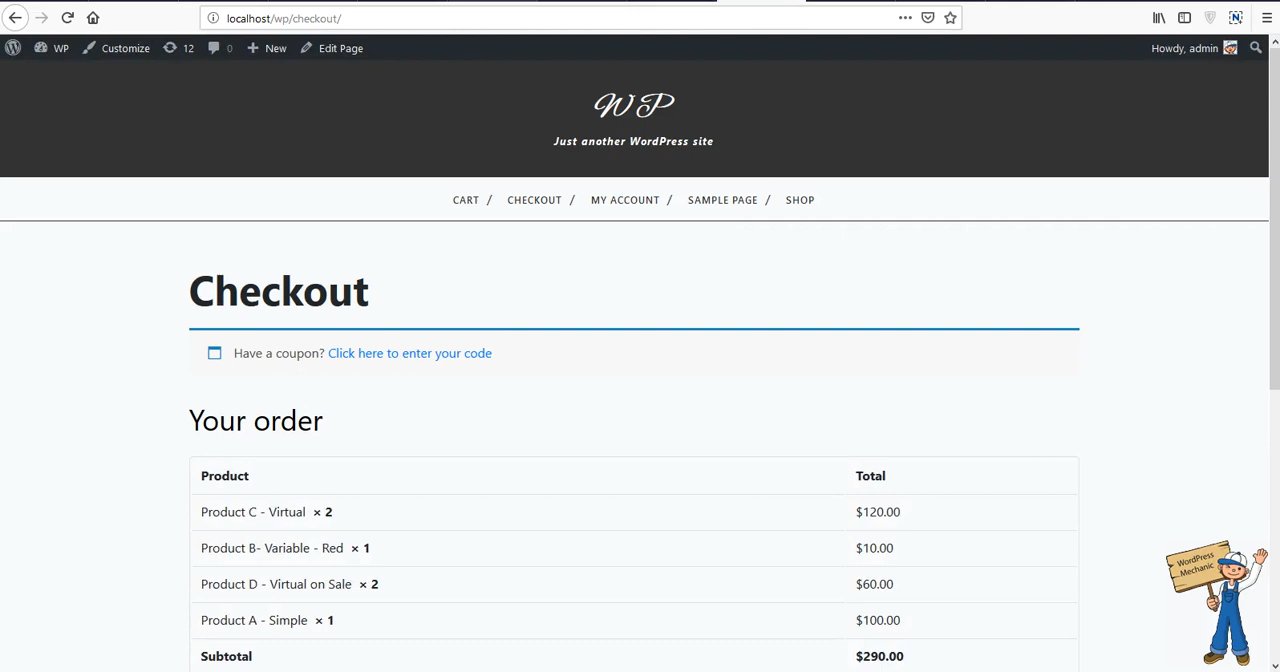 localhost/wp/checkout/
WP Customize 12 0 New Edit Page Howdy, admin
WP
Just another WordPress site
CART / CHECKOUT / MY ACCOUNT / SAMPLE PAGE / SHOP
Checkout
Have a coupon? Click here to enter your code
Your order
Product Total
Product C - Virtual × 2 $120.00
Product B- Variable - Red × 1 $10.00
Product D - Virtual on Sale × 2 $60.00
Product A - Simple × 1 $100.00
Subtotal $290.00
WordPress
Mechanic